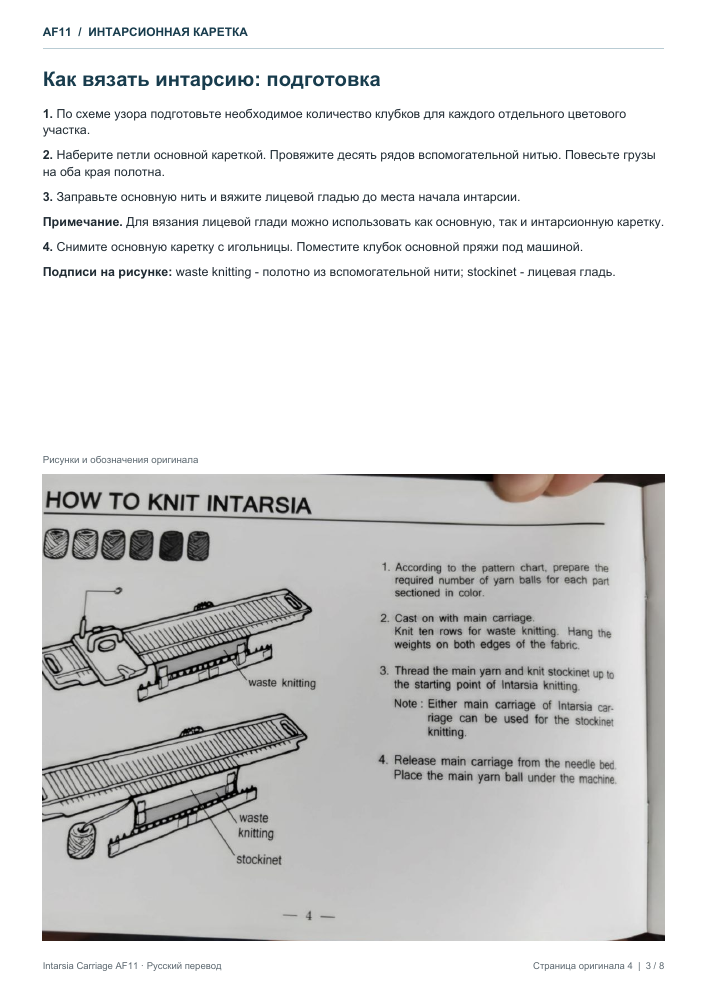 AF11 / ИНТАРСИОННАЯ КАРЕТКА
Как вязать интарсию: подготовка
1. По схеме узора подготовьте необходимое количество клубков для каждого отдельного цветового
участка.
2. Наберите петли основной кареткой. Провяжите десять рядов вспомогательной нитью. Повесьте грузы
на оба края полотна.
3. Заправьте основную нить и вяжите лицевой гладью до места начала интарсии.
Примечание. Для вязания лицевой глади можно использовать как основную, так и интарсионную каретку.
4. Снимите основную каретку с игольницы. Поместите клубок основной пряжи под машиной.
Подписи на рисунке: waste knitting - полотно из вспомогательной нити; stockinet - лицевая гладь.
Рисунки и обозначения оригинала
HOW TO KNIT INTARSIA
waste knitting
waste
knitting
stockinet
1. According to the pattern chart, prepare the
required number of yarn balls for each part
sectioned in color.
2. Cast on with main carriage.
Knit ten rows for waste knitting. Hang the
weights on both edges of the fabric.
3. Thread the main yarn and knit stockinet up to
the starting point of Intarsia knitting.
Note : Either main carriage of Intarsia car-
riage can be used for the stockinet
knitting.
4. Release main carriage from the needle bed.
Place the main yarn ball under the machine.
— 4 —
Intarsia Carriage AF11 · Русский перевод
Страница оригинала 4 | 3 / 8